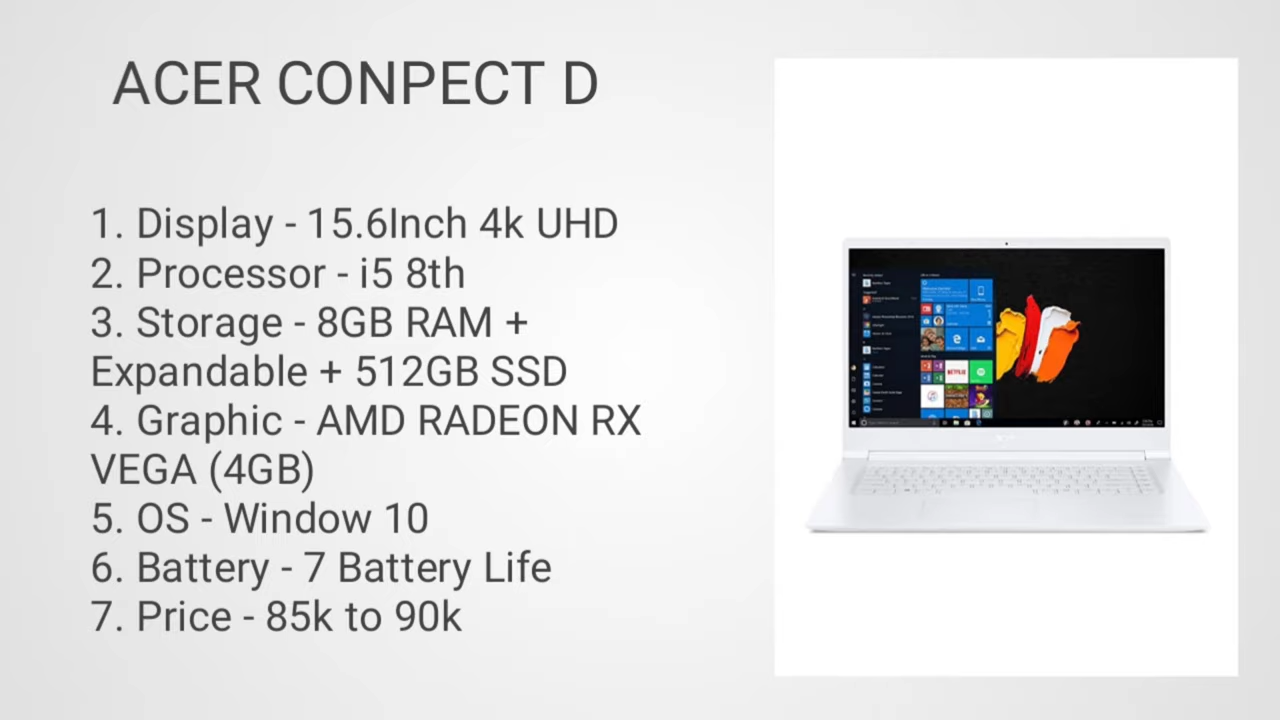 ACER CONPECT D
1. Display - 15.6Inch 4k UHD
2. Processor - i5 8th
3. Storage - 8GB RAM +
Expandable + 512GB SSD
4. Graphic - AMD RADEON RX
VEGA (4GB)
5. OS - Window 10
6. Battery - 7 Battery Life
7. Price - 85k to 90k
NETFLIX